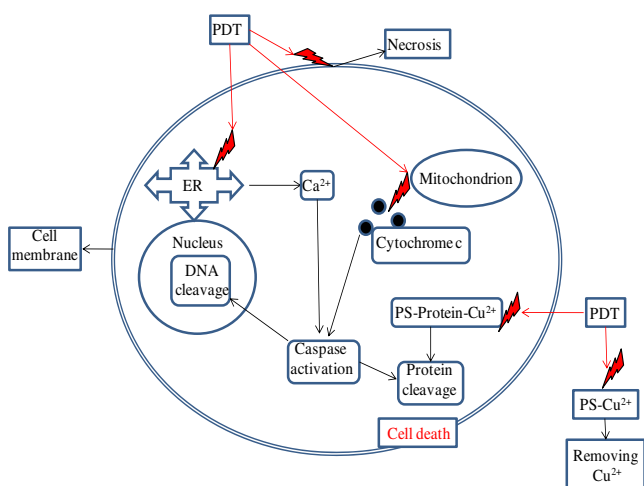 PDT
Necrosis
ER
Ca²⁺
Mitochondrion
Cell
membrane
Nucleus
DNA
cleavage
Cytochrome c
PS-Protein-Cu²⁺
PDT
Caspase
activation
Protein
cleavage
PS-Cu²⁺
Cell death
Removing
Cu²⁺